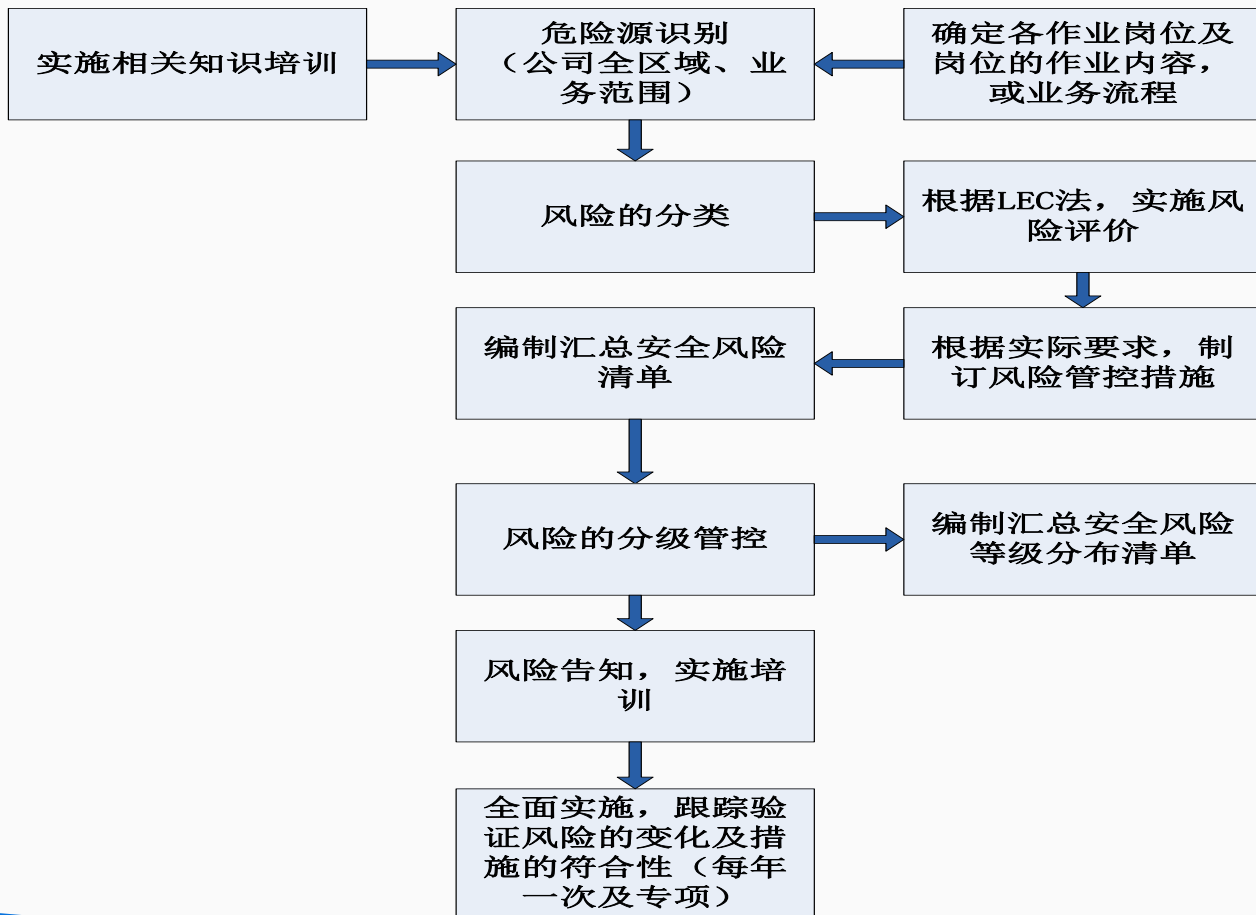 实施相关知识培训
危险源识别
（公司全区域、业
务范围）
确定各作业岗位及
岗位的作业内容，
或业务流程
风险的分类
根据LEC法，实施风
险评价
编制汇总安全风险
清单
根据实际要求，制
订风险管控措施
风险的分级管控
编制汇总安全风险
等级分布清单
风险告知，实施培
训
全面实施，跟踪验
证风险的变化及措
施的符合性（每年
一次及专项）